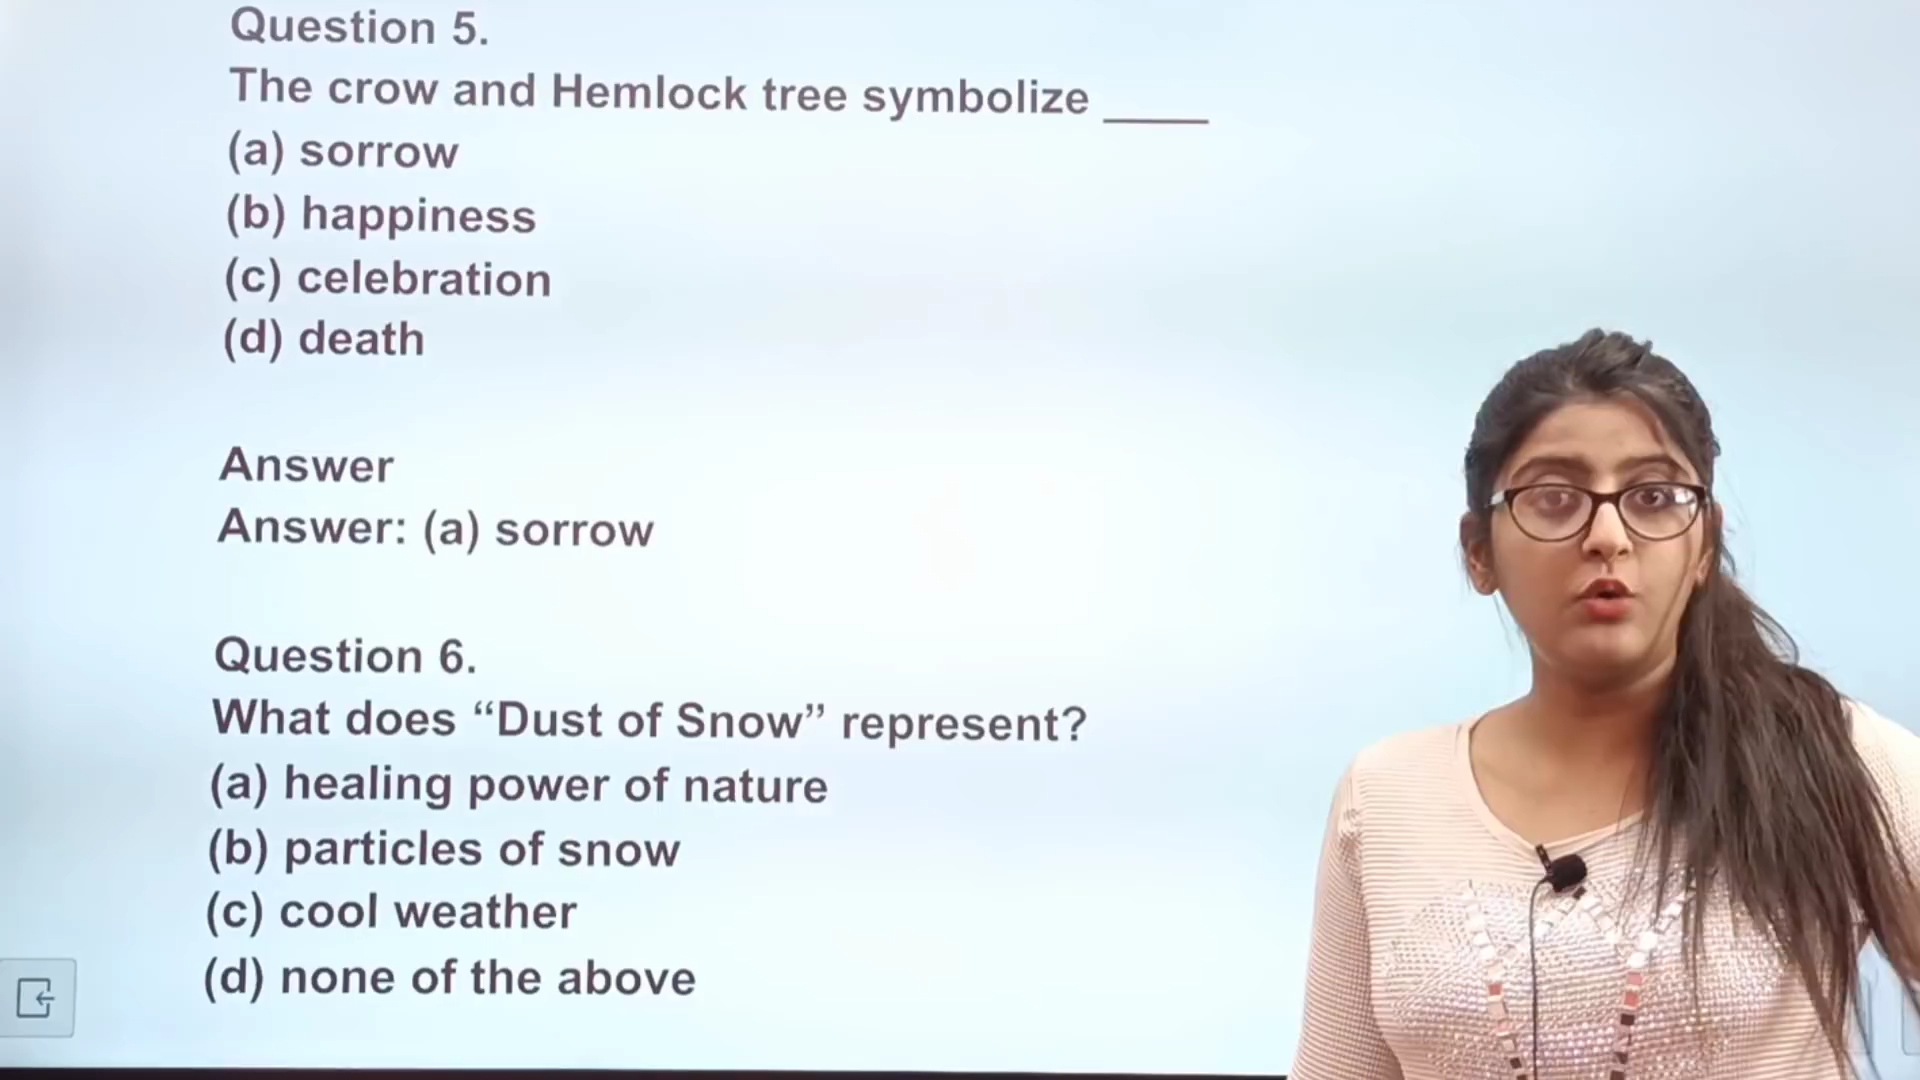 Question 5.
The crow and Hemlock tree symbolize _____
(a) sorrow
(b) happiness
(c) celebration
(d) death
Answer
Answer: (a) sorrow
Question 6.
What does “Dust of Snow” represent?
(a) healing power of nature
(b) particles of snow
(c) cool weather
(d) none of the above